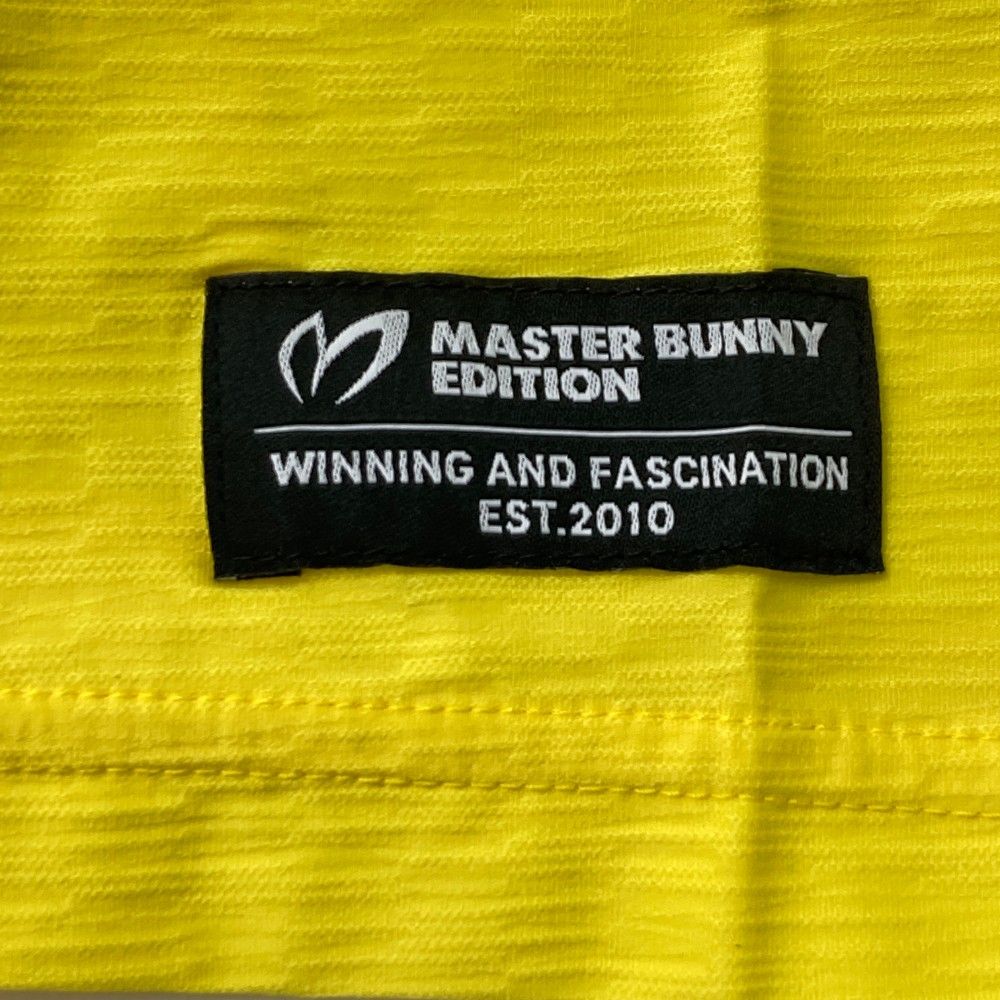 MASTER BUNNY
EDITION
WINNING AND FASCINATION
EST.2010